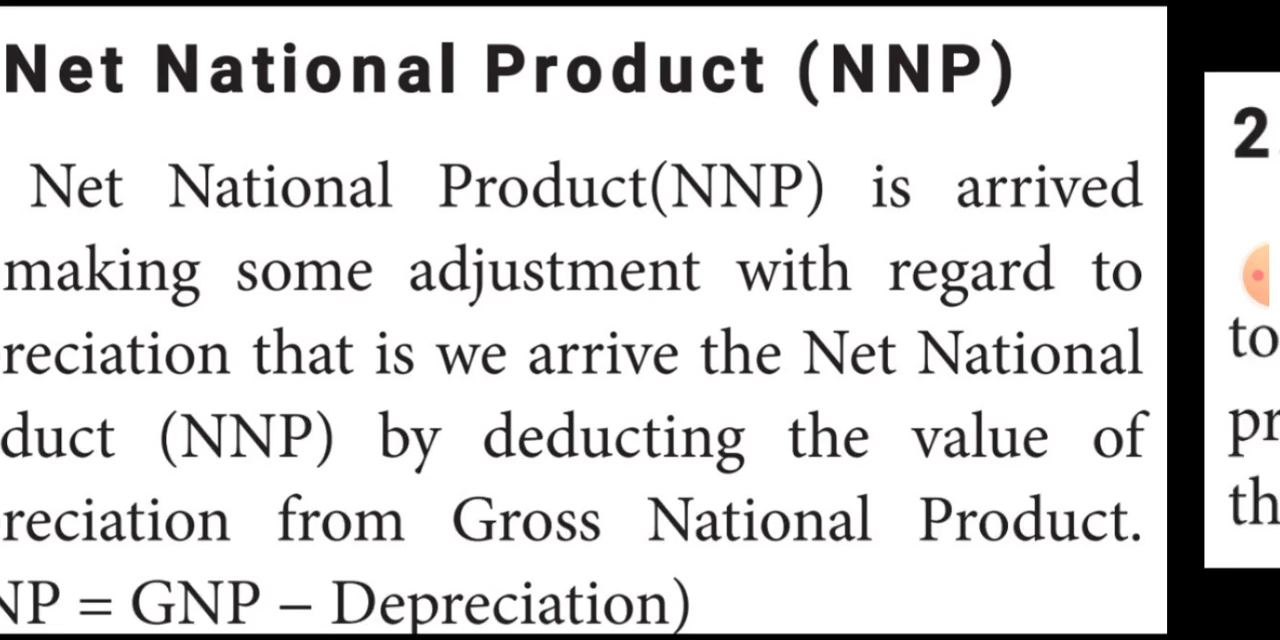 Net National Product (NNP)
Net National Product(NNP) is arrived
making some adjustment with regard to
reciation that is we arrive the Net National
duct (NNP) by deducting the value of
reciation from Gross National Product.
NP = GNP – Depreciation)
2
to
pr
th